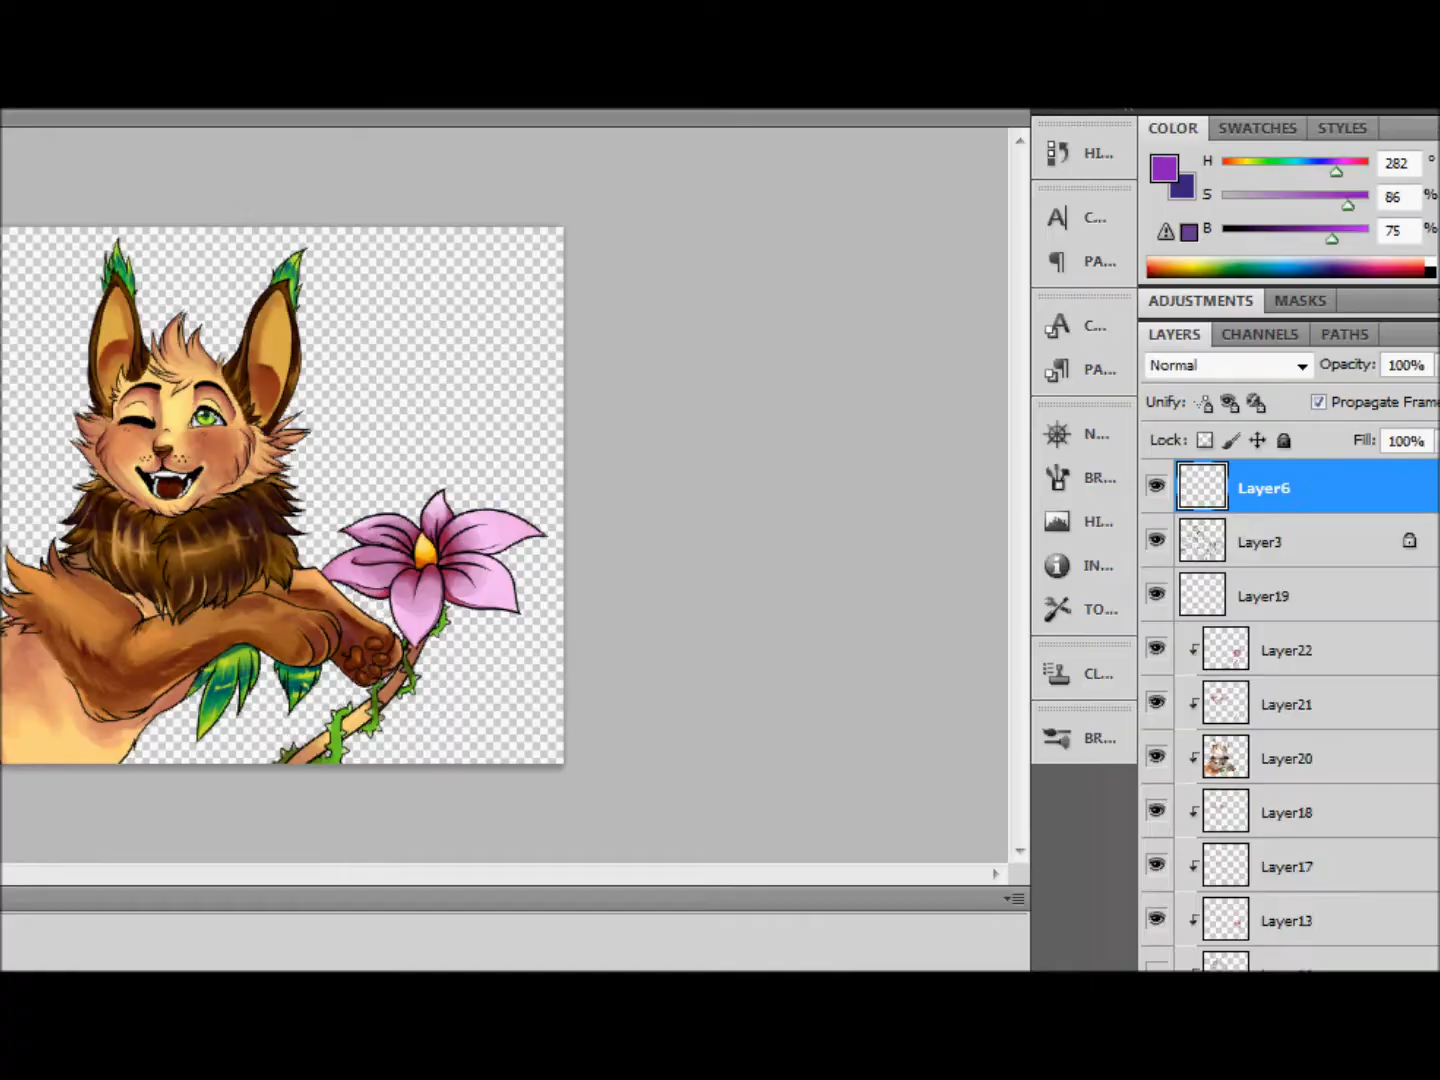 COLOR SWATCHES STYLES
H 282 °
S 86 %
B 75 %
HI...
C...
PA...
C...
PA...
N...
BR...
HI...
IN...
TO...
CL...
BR...
ADJUSTMENTS MASKS
LAYERS CHANNELS PATHS
Normal Opacity: 100%
Unify: Propagate Frame
Lock: Fill: 100%
Layer6
Layer3
Layer19
Layer22
Layer21
Layer20
Layer18
Layer17
Layer13